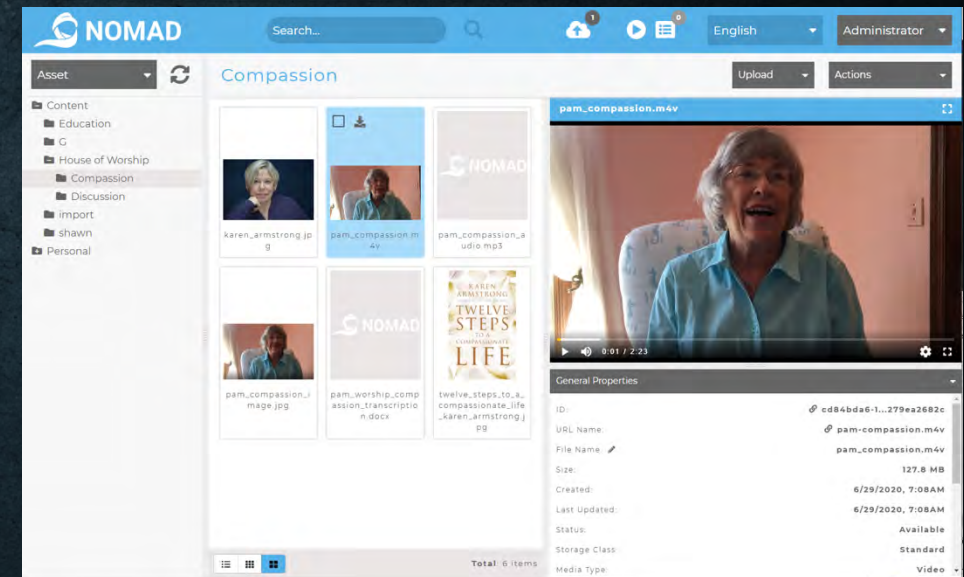 NOMAD
Search...
1
0
English
Administrator
Asset
Compassion
Upload
Actions
Content
Education
G
House of Worship
Compassion
Discussion
import
shawn
Personal
karen_armstrong.jp
g
pam_compassion.m
4v
NOMAD
pam_compassion_a
udio.mp3
pam_compassion_i
mage.jpg
NOMAD
pam_worship_comp
assion_transcriptio
n.docx
KAREN
ARMSTRONG
TWELVE
STEPS
TO A
COMPASSIONATE
LIFE
twelve_steps_to_a_
compassionate_life
_karen_armstrong.j
pg
Total: 6 items
pam_compassion.m4v
0:01 / 2:23
General Properties
ID: cd84bda6-1...279ea2682c
URL Name: pam-compassion.m4v
File Name: pam_compassion.m4v
Size: 127.8 MB
Created: 6/29/2020, 7:08AM
Last Updated: 6/29/2020, 7:08AM
Status: Available
Storage Class: Standard
Media Type: Video